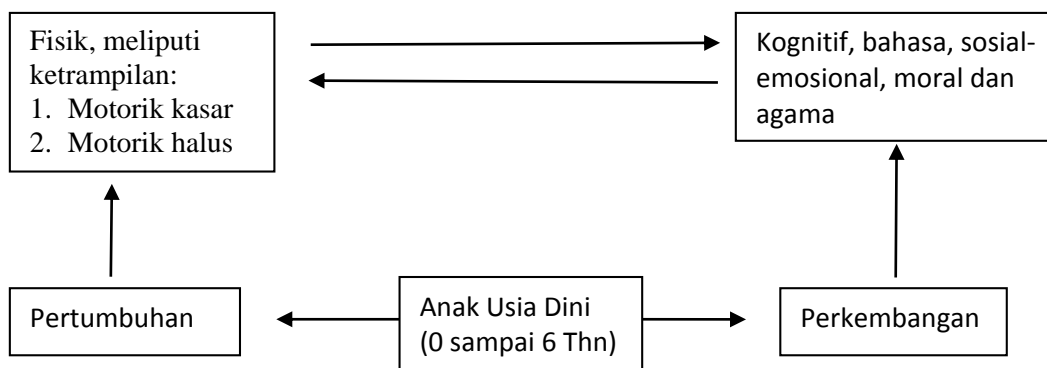 Fisik, meliputi
ketrampilan:
1. Motorik kasar
2. Motorik halus
Kognitif, bahasa, sosial-
emosional, moral dan
agama
Pertumbuhan
Anak Usia Dini
(0 sampai 6 Thn)
Perkembangan